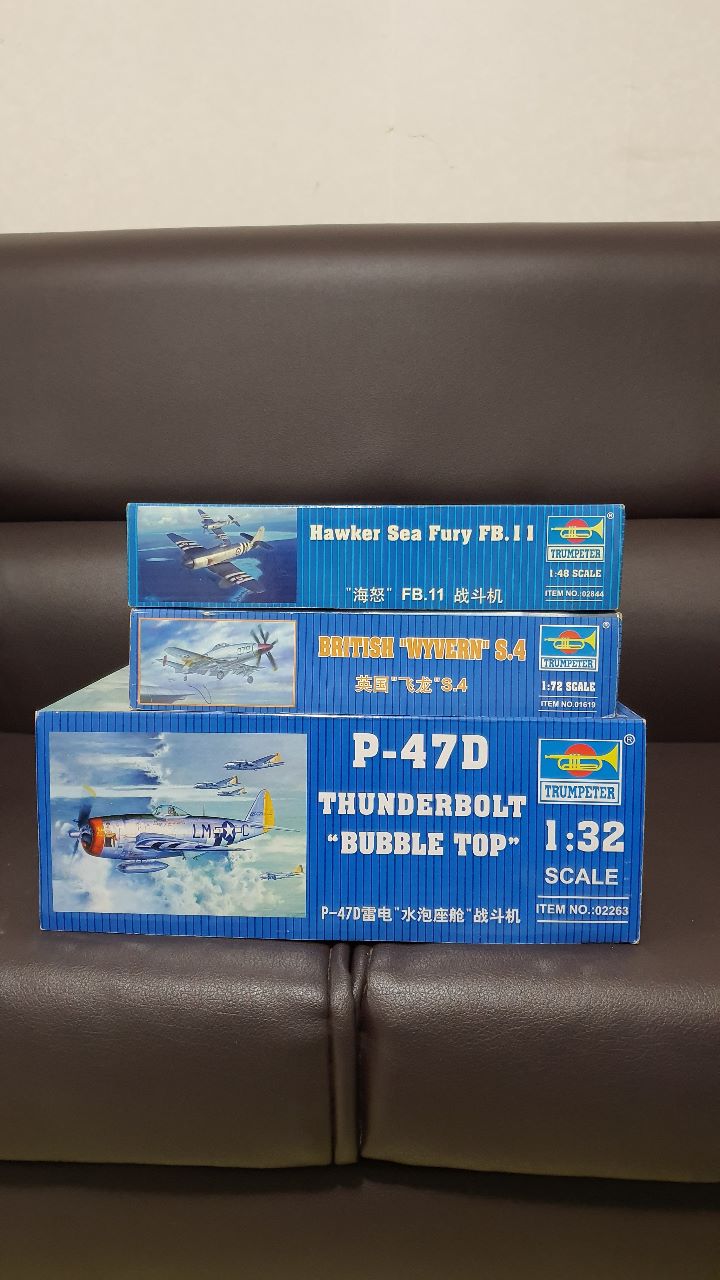 Hawker Sea Fury FB.11
"海怒" FB.11 战斗机
®
TRUMPETER
1:48 SCALE
ITEM NO.:02844
BRITISH "WYVERN" S.4
英国"飞龙"S.4
®
TRUMPETER
1:72 SCALE
ITEM NO.01619
P-47D
THUNDERBOLT
"BUBBLE TOP"
P-47D雷电"水泡座舱"战斗机
LM C
®
TRUMPETER
1:32
SCALE
ITEM NO.:02263